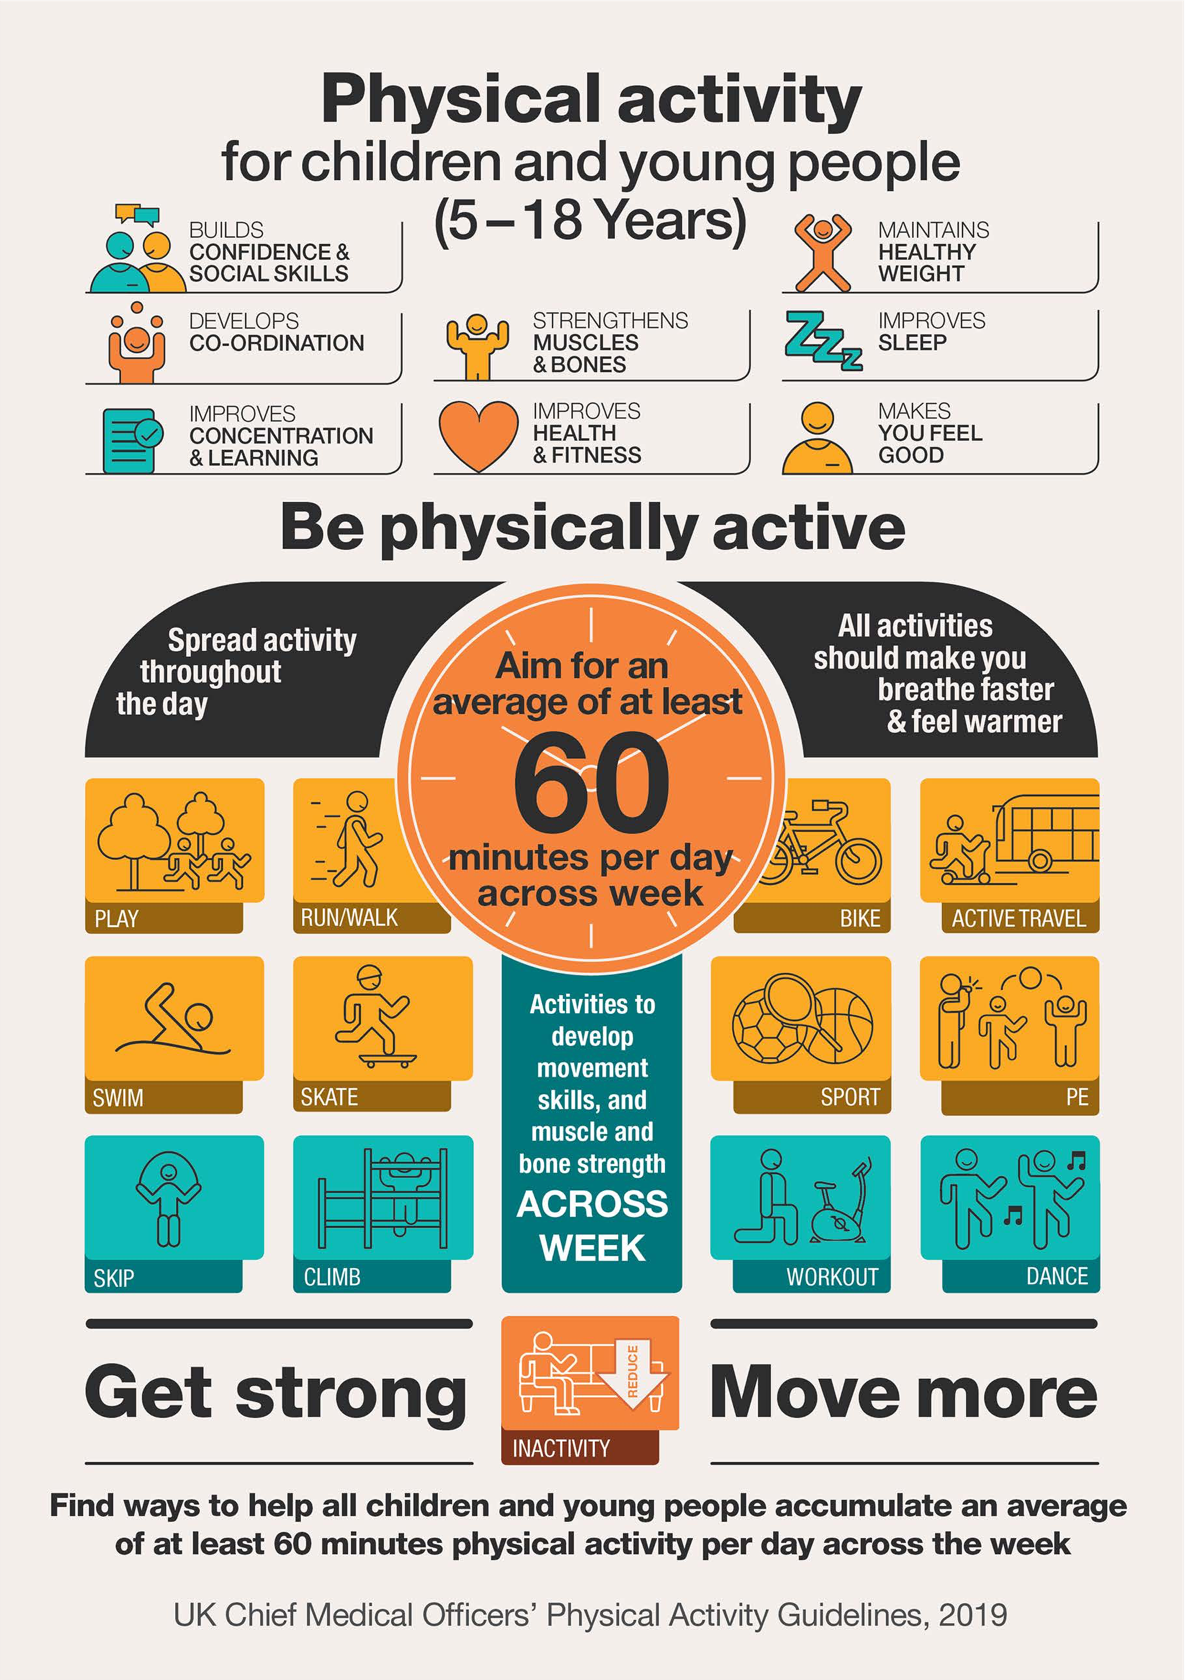 Physical activity
for children and young people
(5–18 Years)
BUILDS
CONFIDENCE &
SOCIAL SKILLS
MAINTAINS
HEALTHY
WEIGHT
DEVELOPS
CO-ORDINATION
STRENGTHENS
MUSCLES
& BONES
IMPROVES
SLEEP
IMPROVES
CONCENTRATION
& LEARNING
IMPROVES
HEALTH
& FITNESS
MAKES
YOU FEEL
GOOD
Be physically active
Spread activity
throughout
the day
Aim for an
average of at least
60
minutes per day
across week
All activities
should make you
breathe faster
& feel warmer
PLAY
RUN/WALK
BIKE
ACTIVE TRAVEL
SWIM
SKATE
Activities to
develop
movement
skills, and
muscle and
bone strength
ACROSS
WEEK
SPORT
PE
SKIP
CLIMB
WORKOUT
DANCE
Get strong
REDUCE
INACTIVITY
Move more
Find ways to help all children and young people accumulate an average
of at least 60 minutes physical activity per day across the week
UK Chief Medical Officers’ Physical Activity Guidelines, 2019